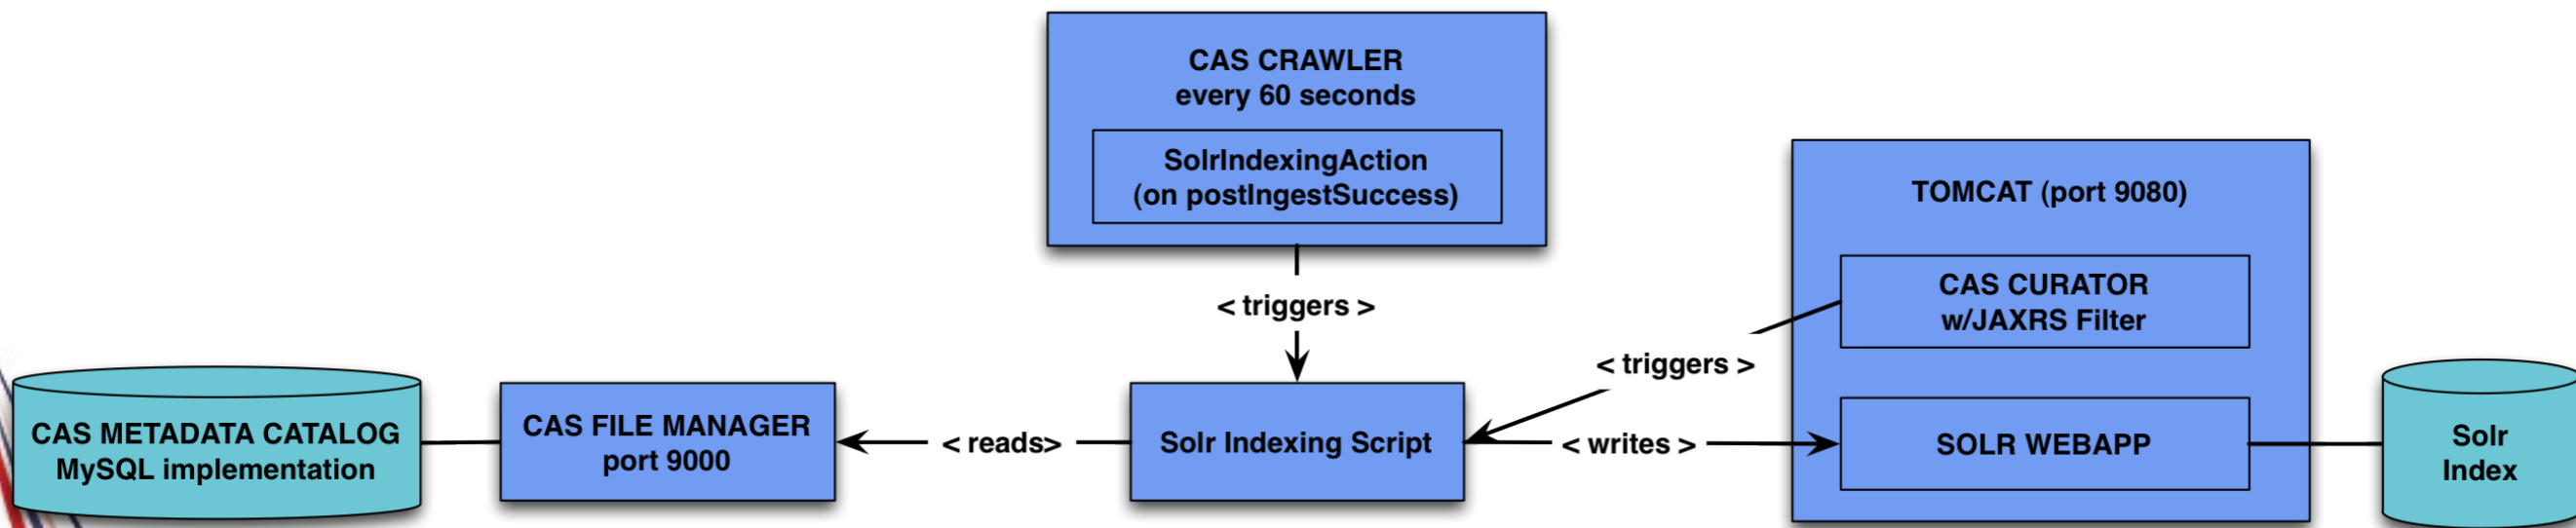 CAS CRAWLER
every 60 seconds
SolrIndexingAction
(on postIngestSuccess)
TOMCAT (port 9080)
CAS CURATOR
w/JAXRS Filter
< triggers >
< triggers >
CAS METADATA CATALOG
MySQL implementation
CAS FILE MANAGER
port 9000
< reads>
Solr Indexing Script
< writes >
SOLR WEBAPP
Solr
Index